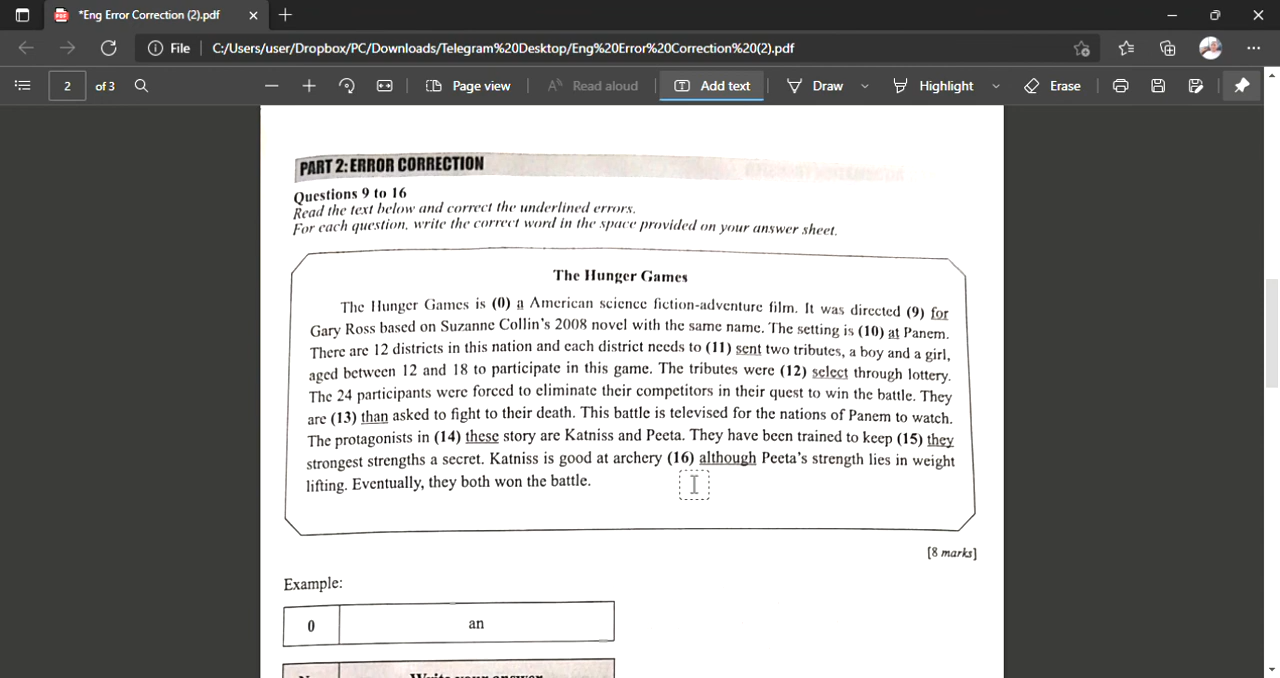 *Eng Error Correction (2).pdf
File C:/Users/user/Dropbox/PC/Downloads/Telegram%20Desktop/Eng%20Error%20Correction%20(2).pdf
2 of 3 Page view Read aloud Add text Draw Highlight Erase
PART 2: ERROR CORRECTION
Questions 9 to 16
Read the text below and correct the underlined errors.
For each question, write the correct word in the space provided on your answer sheet.
The Hunger Games
The Hunger Games is (0) a American science fiction-adventure film. It was directed (9) for
Gary Ross based on Suzanne Collin's 2008 novel with the same name. The setting is (10) at Panem.
There are 12 districts in this nation and each district needs to (11) sent two tributes, a boy and a girl,
aged between 12 and 18 to participate in this game. The tributes were (12) select through lottery.
The 24 participants were forced to eliminate their competitors in their quest to win the battle. They
are (13) than asked to fight to their death. This battle is televised for the nations of Panem to watch.
The protagonists in (14) these story are Katniss and Peeta. They have been trained to keep (15) they
strongest strengths a secret. Katniss is good at archery (16) although Peeta's strength lies in weight
lifting. Eventually, they both won the battle.
[8 marks]
Example:
0 an
Write your answer